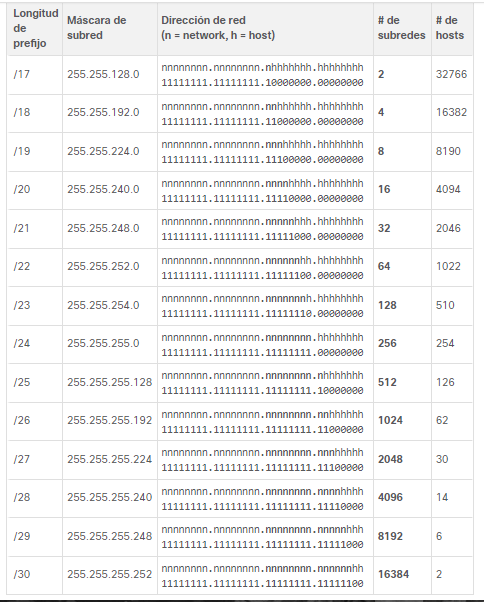 Longitud de prefijo | Máscara de subred | Dirección de red (n = network, h = host) | # de subredes | # de hosts
/17 255.255.128.0 nnnnnnnn.nnnnnnnn.nhhhhhhh.hhhhhhhh 2 32766
11111111.11111111.10000000.00000000
/18 255.255.192.0 nnnnnnnn.nnnnnnnn.nnhhhhhh.hhhhhhhh 4 16382
11111111.11111111.11000000.00000000
/19 255.255.224.0 nnnnnnnn.nnnnnnnn.nnnhhhhh.hhhhhhhh 8 8190
11111111.11111111.11100000.00000000
/20 255.255.240.0 nnnnnnnn.nnnnnnnn.nnnnhhhh.hhhhhhhh 16 4094
11111111.11111111.11110000.00000000
/21 255.255.248.0 nnnnnnnn.nnnnnnnn.nnnnnhhh.hhhhhhhh 32 2046
11111111.11111111.11111000.00000000
/22 255.255.252.0 nnnnnnnn.nnnnnnnn.nnnnnnhh.hhhhhhhh 64 1022
11111111.11111111.11111100.00000000
/23 255.255.254.0 nnnnnnnn.nnnnnnnn.nnnnnnnh.hhhhhhhh 128 510
11111111.11111111.11111110.00000000
/24 255.255.255.0 nnnnnnnn.nnnnnnnn.nnnnnnnn.hhhhhhhh 256 254
11111111.11111111.11111111.00000000
/25 255.255.255.128 nnnnnnnn.nnnnnnnn.nnnnnnnn.nhhhhhhh 512 126
11111111.11111111.11111111.10000000
/26 255.255.255.192 nnnnnnnn.nnnnnnnn.nnnnnnnn.nnhhhhhh 1024 62
11111111.11111111.11111111.11000000
/27 255.255.255.224 nnnnnnnn.nnnnnnnn.nnnnnnnn.nnnhhhhh 2048 30
11111111.11111111.11111111.11100000
/28 255.255.255.240 nnnnnnnn.nnnnnnnn.nnnnnnnn.nnnnhhhh 4096 14
11111111.11111111.11111111.11110000
/29 255.255.255.248 nnnnnnnn.nnnnnnnn.nnnnnnnn.nnnnnhhh 8192 6
11111111.11111111.11111111.11111000
/30 255.255.255.252 nnnnnnnn.nnnnnnnn.nnnnnnnn.nnnnnnhh 16384 2
11111111.11111111.11111111.11111100